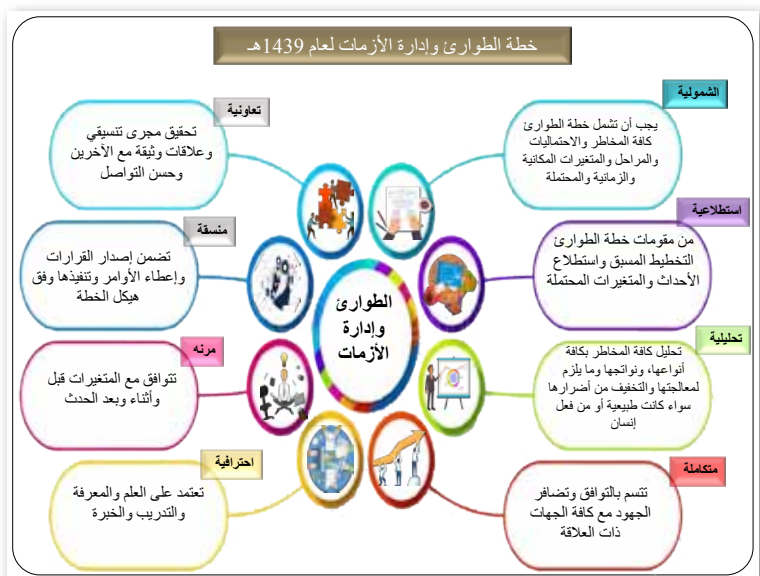 خطة الطوارئ وإدارة الأزمات لعام 1439هـ
الشمولية
يجب أن تشمل خطة الطوارئ
كافة المخاطر والاحتماليات
والمراحل والمتغيرات المكانية
والزمانية والمحتملة
استطلاعية
من مقومات خطة الطوارئ
التخطيط المسبق واستطلاع
الأحداث والمتغيرات المحتملة
تحليلية
تحليل كافة المخاطر بكافة
أنواعها، ونواتجها وما يلزم
لمعالجتها والتخفيف من أضرارها
سواء كانت طبيعية أو من فعل
إنسان
متكاملة
تتسم بالتوافق وتضافر
الجهود مع كافة الجهات
ذات العلاقة
الطوارئ
وإدارة
الأزمات
تعاونية
تحقيق مجرى تنسيقي
وعلاقات وثيقة مع الآخرين
وحسن التواصل
منسقة
تضمن إصدار القرارات
وإعطاء الأوامر وتنفيذها وفق
هيكل الخطة
مرنه
تتوافق مع المتغيرات قبل
وأثناء وبعد الحدث
احترافية
تعتمد على العلم والمعرفة
والتدريب والخبرة